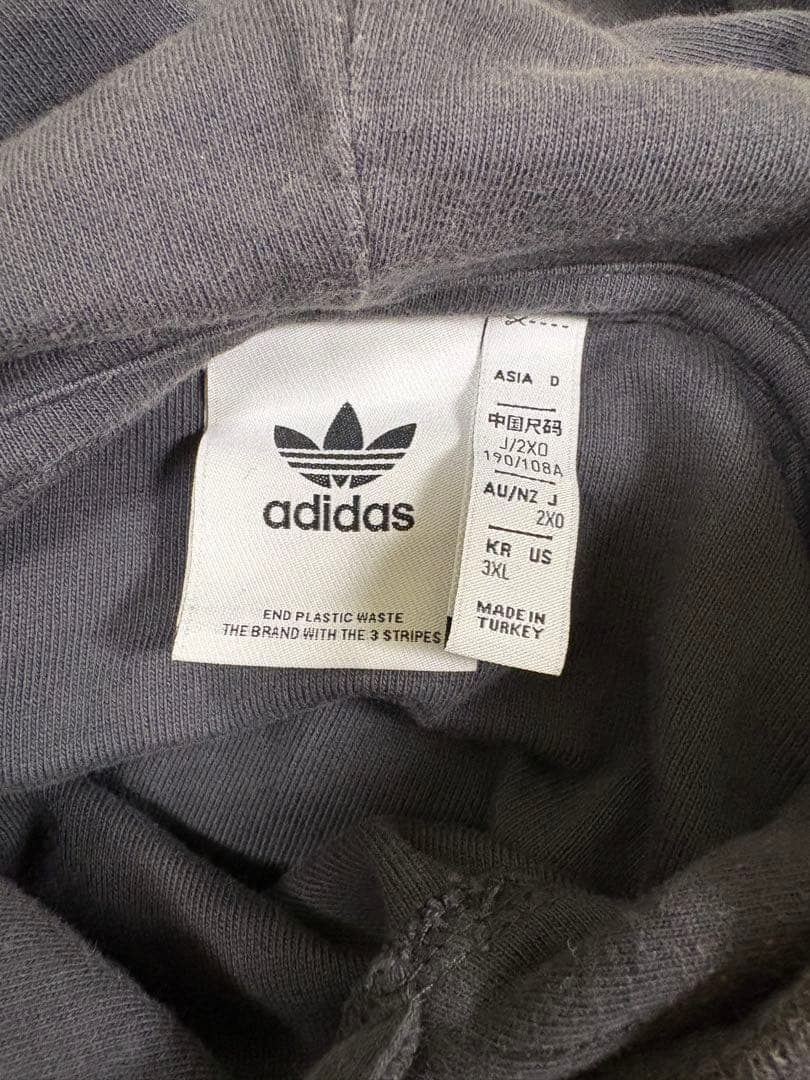 adidas
END PLASTIC WASTE
THE BRAND WITH THE 3 STRIPES
ASIA D
中国尺码
J/2XO
190/108A
AU/NZ J
2XO
KR US
3XL
MADE IN
TURKEY